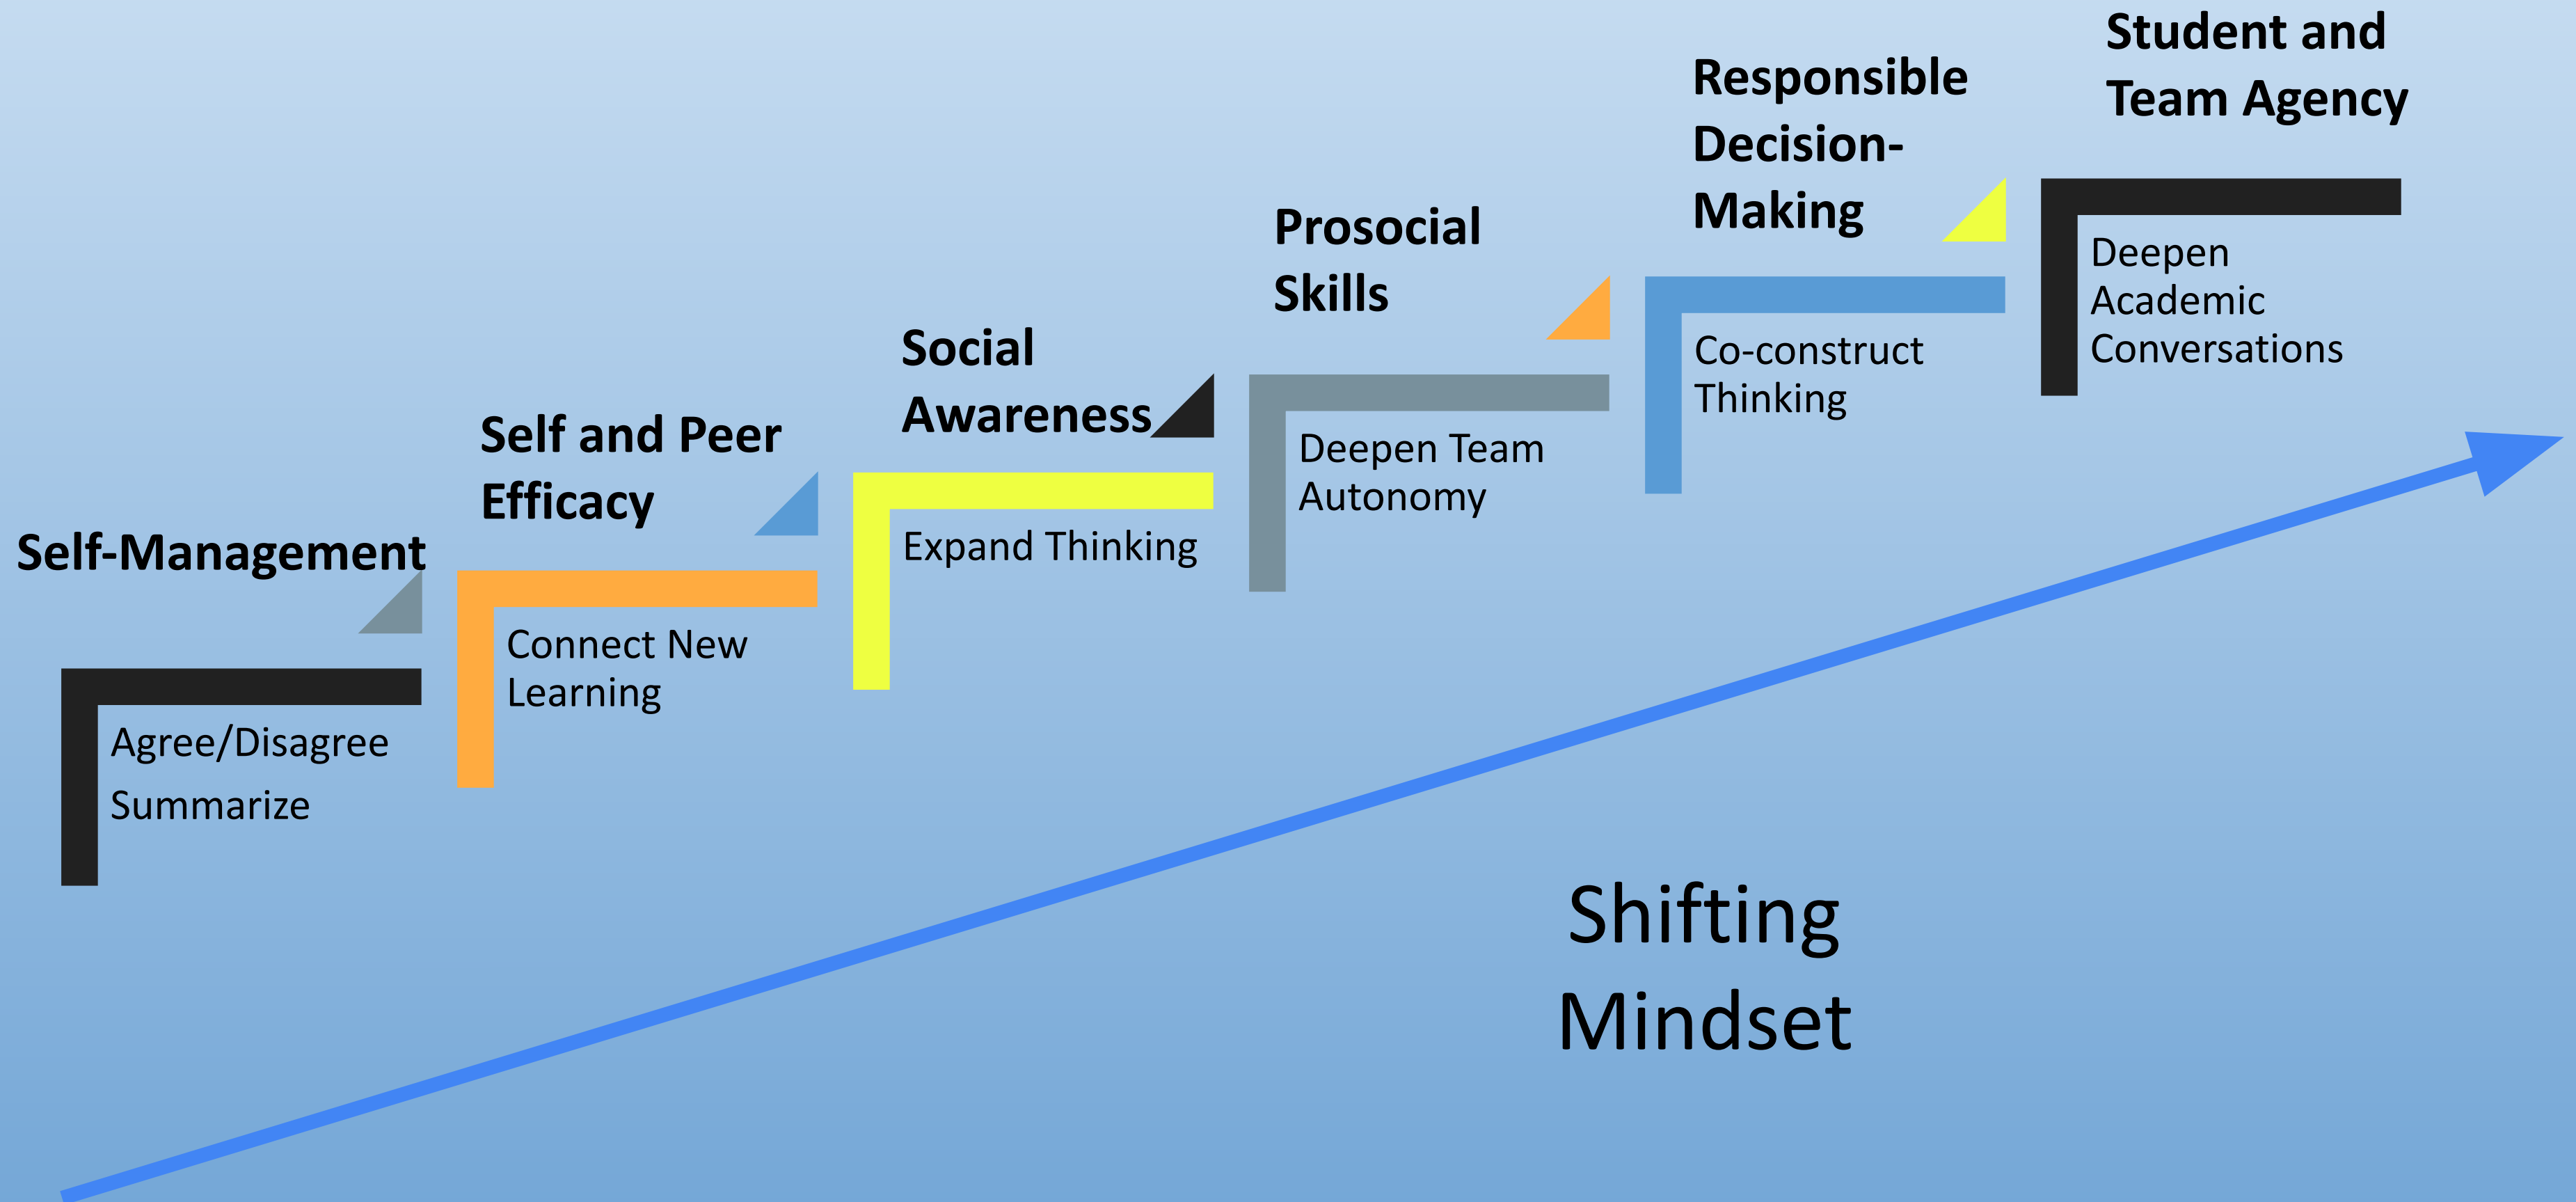 Self-Management
Agree/Disagree
Summarize
Self and Peer
Efficacy
Connect New
Learning
Social
Awareness
Expand Thinking
Prosocial
Skills
Deepen Team
Autonomy
Responsible
Decision-
Making
Co-construct
Thinking
Student and
Team Agency
Deepen
Academic
Conversations
Shifting
Mindset